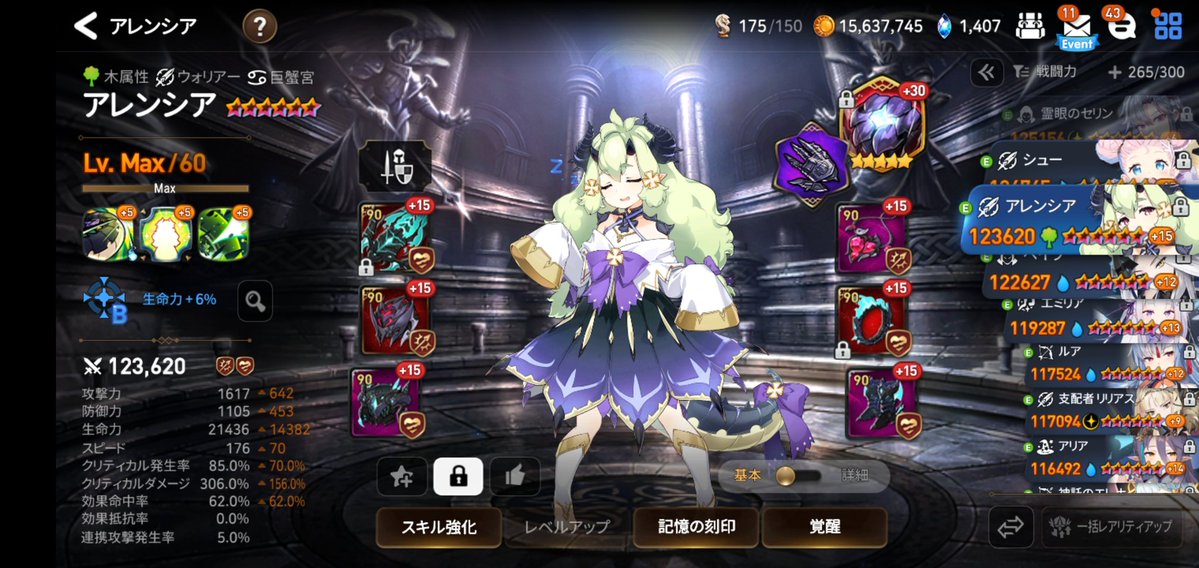 アレンシア
?
175/150
15,637,745
1,407
11
Event
43
木属性 ウォリアー 巨蟹宮
アレンシア
Lv. Max/60
Max
+5
+5
+5
B
生命力+6%
123,620
攻撃力 1617 642
防御力 1105 453
生命力 21436 14382
スピード 176 70
クリティカル発生率 85.0% 70.0%
クリティカルダメージ 306.0% 156.0%
効果命中率 62.0% 62.0%
効果抵抗率 0.0%
連携攻撃発生率 5.0%
90 +15
90 +15
90 +15
Z
+30
90 +15
90 +15
90 +15
基本
詳細
スキル強化
レベルアップ
記憶の刻印
覚醒
戦闘力
265/300
霊眼のセリン
125156
E シュー
E アレンシア
123620 +15
122627 +12
E エミリア
119287 +13
E ルア
117524 +12
E 支配者リリアス
117094 +9
E アリア
116492 +14
一括レアリティアップ